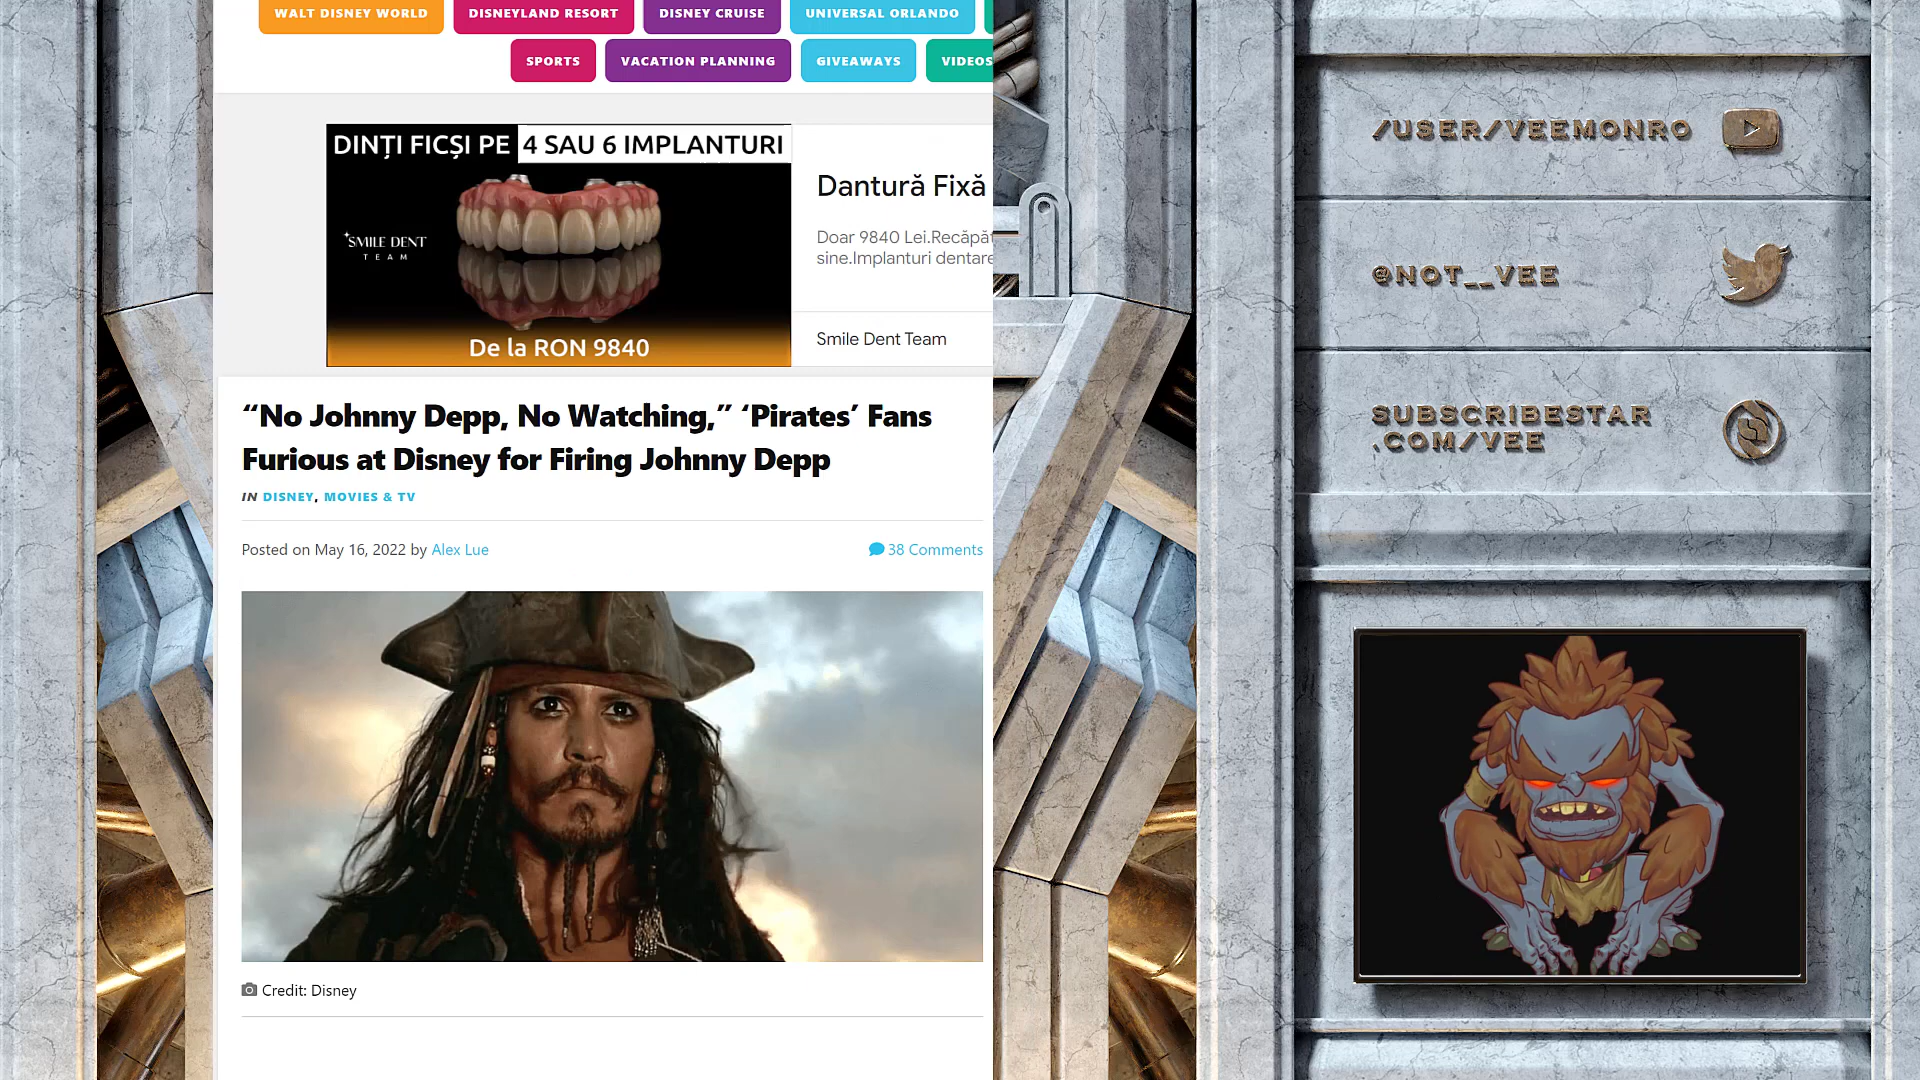 WALT DISNEY WORLD
DISNEYLAND RESORT
DISNEY CRUISE
UNIVERSAL ORLANDO
SPORTS
VACATION PLANNING
GIVEAWAYS
VIDEOS
DINȚI FICȘI PE 4 SAU 6 IMPLANTURI
SMILE DENT
TEAM
De la RON 9840
Dantură Fixă
Doar 9840 Lei.Recăpăt
sine.Implanturi dentare
Smile Dent Team
“No Johnny Depp, No Watching,” ‘Pirates’ Fans
Furious at Disney for Firing Johnny Depp
IN DISNEY, MOVIES & TV
Posted on May 16, 2022 by Alex Lue
38 Comments
Credit: Disney
/USER/VEEMONRO
@NOT__VEE
SUBSCRIBESTAR
.COM/VEE